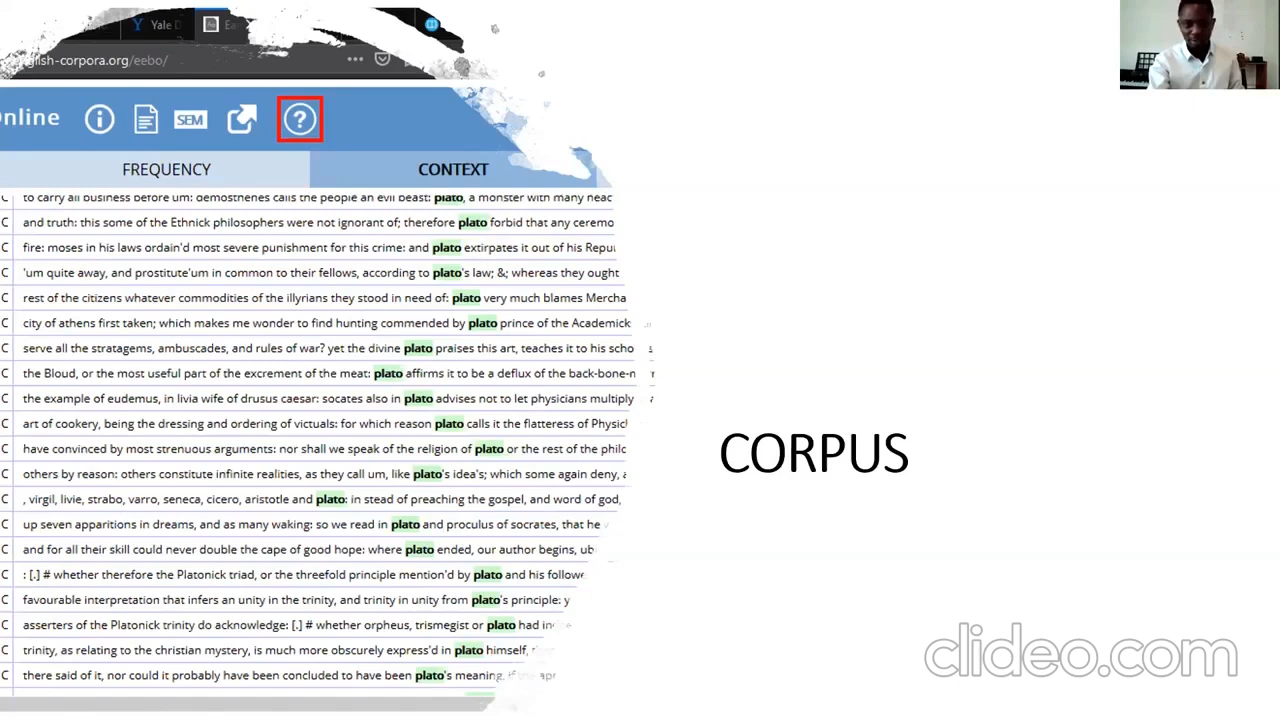 Yale D
glish-corpora.org/eebo/
nline
SEM
?
FREQUENCY
CONTEXT
C to carry all business before um: demosthenes calls the people an evil beast: plato, a monster with many heac
C and truth: this some of the Ethnick philosophers were not ignorant of; therefore plato forbid that any ceremo
C fire: moses in his laws ordain'd most severe punishment for this crime: and plato extirpates it out of his Repu
C 'um quite away, and prostitute'um in common to their fellows, according to plato's law; &; whereas they ought
C rest of the citizens whatever commodities of the illyrians they stood in need of: plato very much blames Mercha
C city of athens first taken; which makes me wonder to find hunting commended by plato prince of the Academick
C serve all the stratagems, ambuscades, and rules of war? yet the divine plato praises this art, teaches it to his scho
C the Bloud, or the most useful part of the excrement of the meat: plato affirms it to be a deflux of the back-bone-
C the example of eudemus, in livia wife of drusus caesar: socates also in plato advises not to let physicians multiply
C art of cookery, being the dressing and ordering of victuals: for which reason plato calls it the flatteress of Physic
C have convinced by most strenuous arguments: nor shall we speak of the religion of plato or the rest of the philo
C others by reason: others constitute infinite realities, as they call um, like plato's idea's; which some again deny,
C , virgil, livie, strabo, varro, seneca, cicero, aristotle and plato: in stead of preaching the gospel, and word of god,
C up seven apparitions in dreams, and as many waking: so we read in plato and proculus of socrates, that he
C and for all their skill could never double the cape of good hope: where plato ended, our author begins, ub
C : [.] # whether therefore the Platonick triad, or the threefold principle mention'd by plato and his followe
C favourable interpretation that infers an unity in the trinity, and trinity in unity from plato's principle: y
C asserters of the Platonick trinity do acknowledge: [.] # whether orpheus, trismegist or plato had
C trinity, as relating to the christian mystery, is much more obscurely express'd in plato himself,
C there said of it, nor could it probably have been concluded to have been plato's meaning,
CORPUS
clideo.com